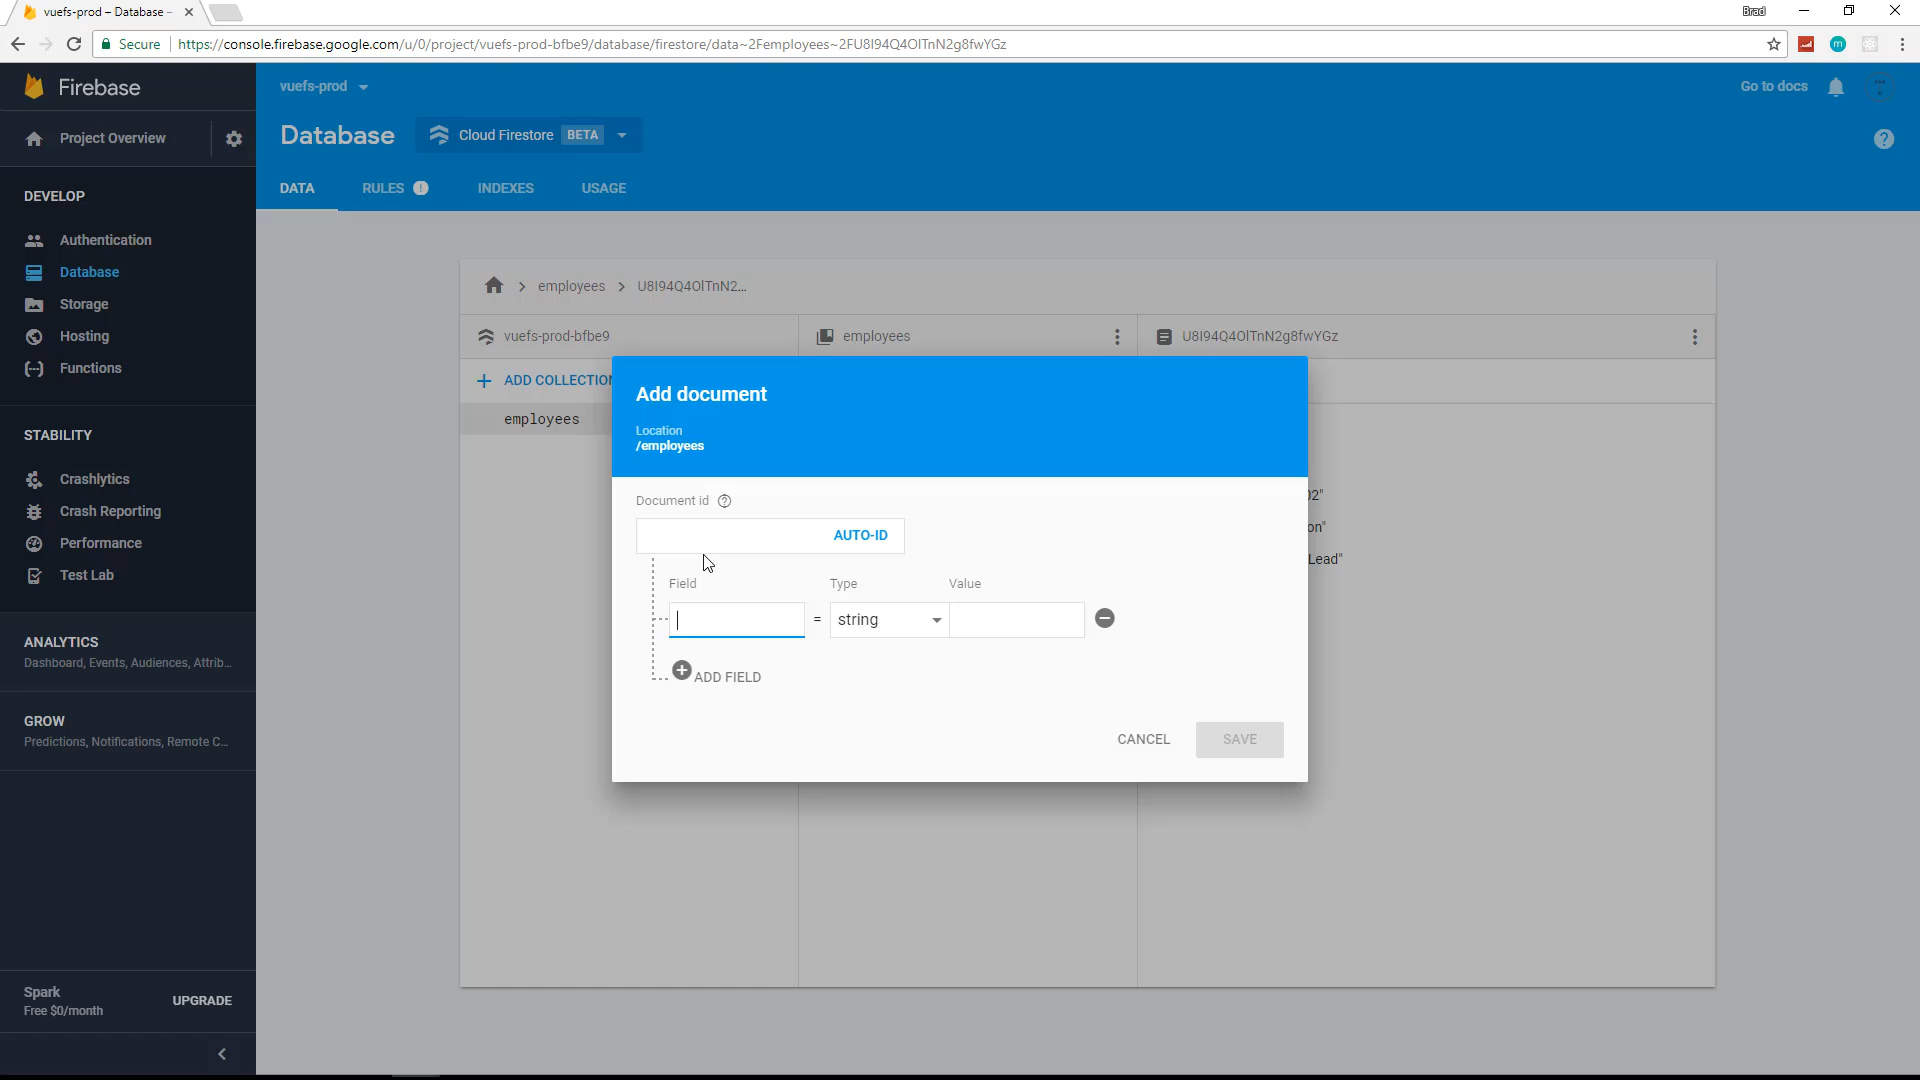 vuefs-prod – Database –
Brad
Secure
https://console.firebase.google.com/u/0/project/vuefs-prod-bfbe9/database/firestore/data~2Femployees~2FU8I94Q4OlTnN2g8fwYGz
Firebase
Project Overview
DEVELOP
Authentication
Database
Storage
Hosting
Functions
STABILITY
Crashlytics
Crash Reporting
Performance
Test Lab
ANALYTICS
Dashboard, Events, Audiences, Attrib...
GROW
Predictions, Notifications, Remote C...
Spark
Free $0/month
UPGRADE
vuefs-prod
Go to docs
Database
Cloud Firestore BETA
DATA
RULES
INDEXES
USAGE
employees
U8I94Q4OlTnN2...
vuefs-prod-bfbe9
employees
U8I94Q4OlTnN2g8fwYGz
ADD COLLECTION
employees
02"
on"
Lead"
Add document
Location
/employees
Document id
AUTO-ID
Field
Type
Value
=
string
ADD FIELD
CANCEL
SAVE